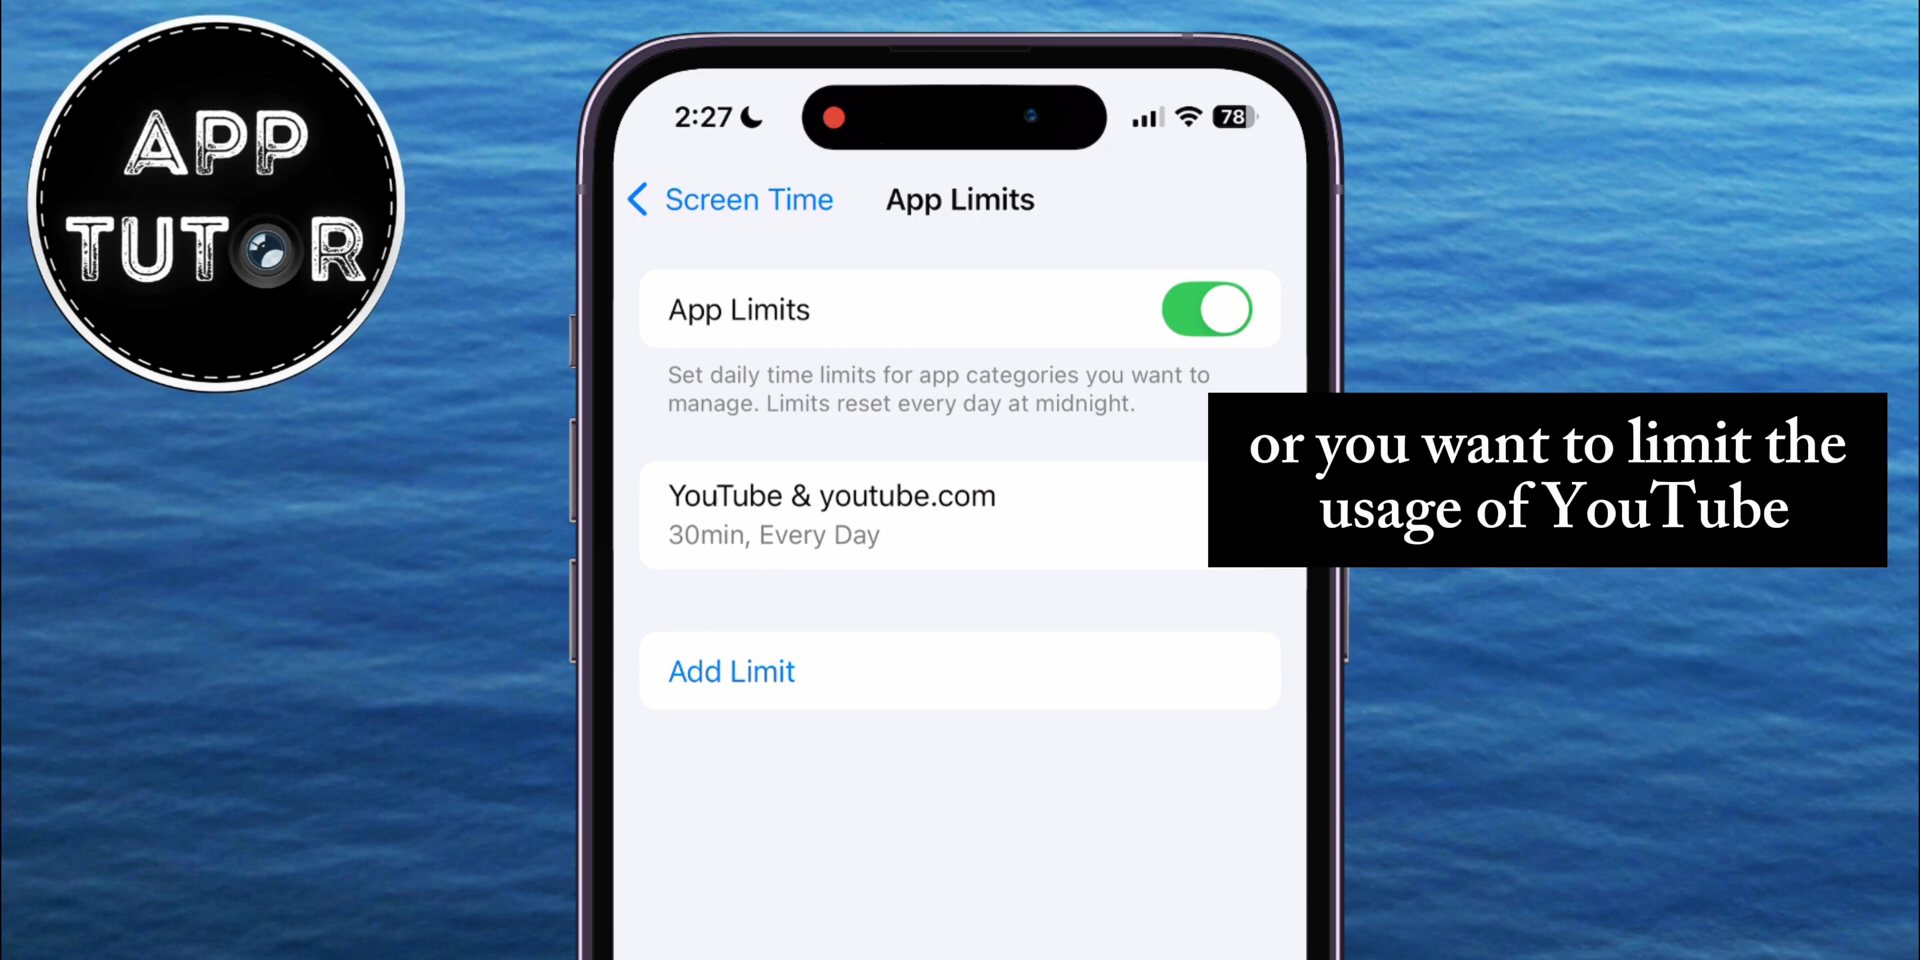 APP
TUTOR
2:27
78
Screen Time
App Limits
App Limits
Set daily time limits for app categories you want to
manage. Limits reset every day at midnight.
YouTube & youtube.com
30min, Every Day
or you want to limit the
usage of YouTube
Add Limit